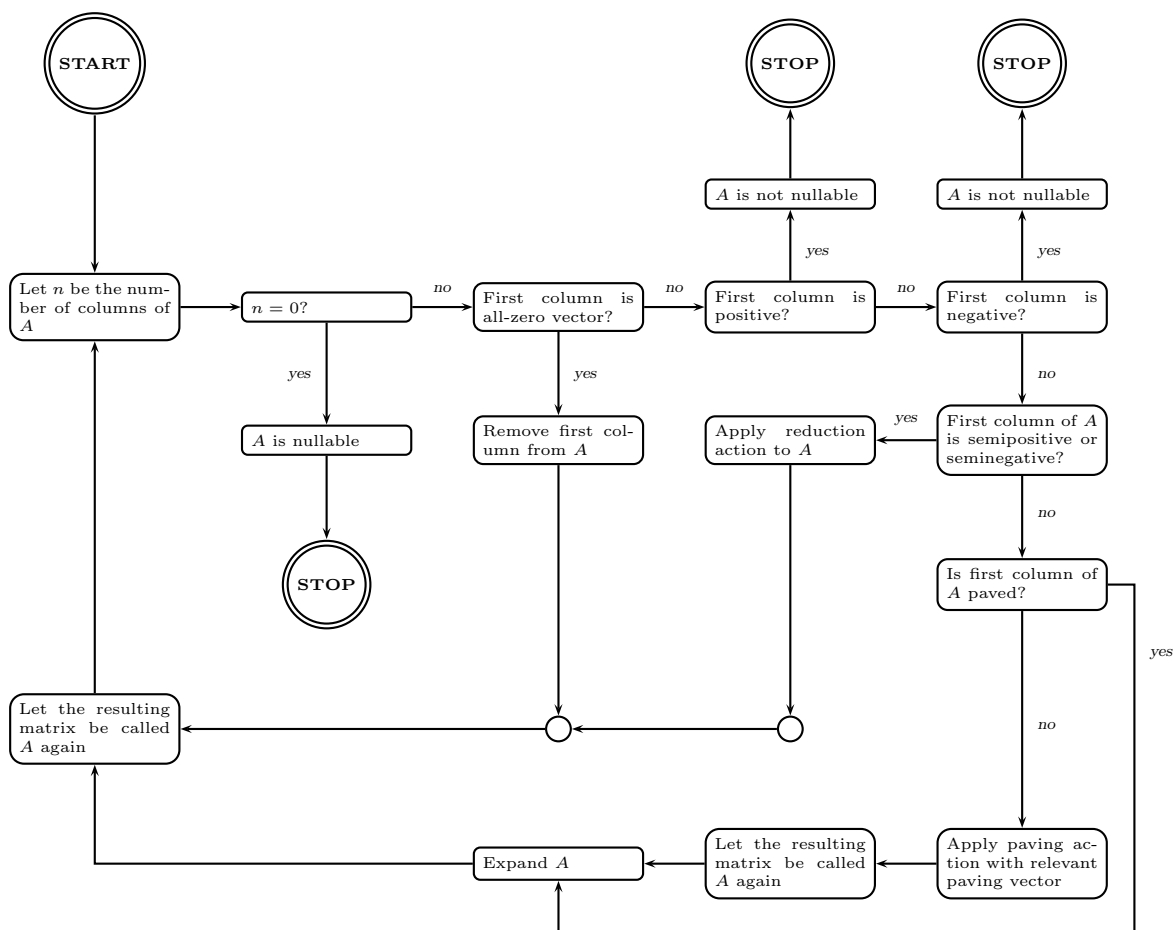 START
STOP
STOP
A is not nullable
A is not nullable
yes
yes
Let n be the num-
ber of columns of
A
n = 0?
no
First column is
all-zero vector?
no
First column is
positive?
no
First column is
negative?
yes
yes
no
A is nullable
Remove first col-
umn from A
Apply reduction
action to A
yes
First column of A
is semipositive or
seminegative?
no
STOP
Is first column of
A paved?
yes
no
Let the resulting
matrix be called
A again
Expand A
Let the resulting
matrix be called
A again
Apply paving ac-
tion with relevant
paving vector